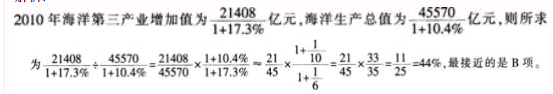 2010年海洋第三产业增加值为21408/(1+17.3%)亿元,海洋生产总值为45570/(1+10.4%)亿元,则所求
为21408/(1+17.3%)÷45570/(1+10.4%)=21408/45570×(1+10.4%)/(1+17.3%)≈21/45×(1+1/10)/(1+1/6)=21/45×33/35=11/25=44%,最接近的是B项。